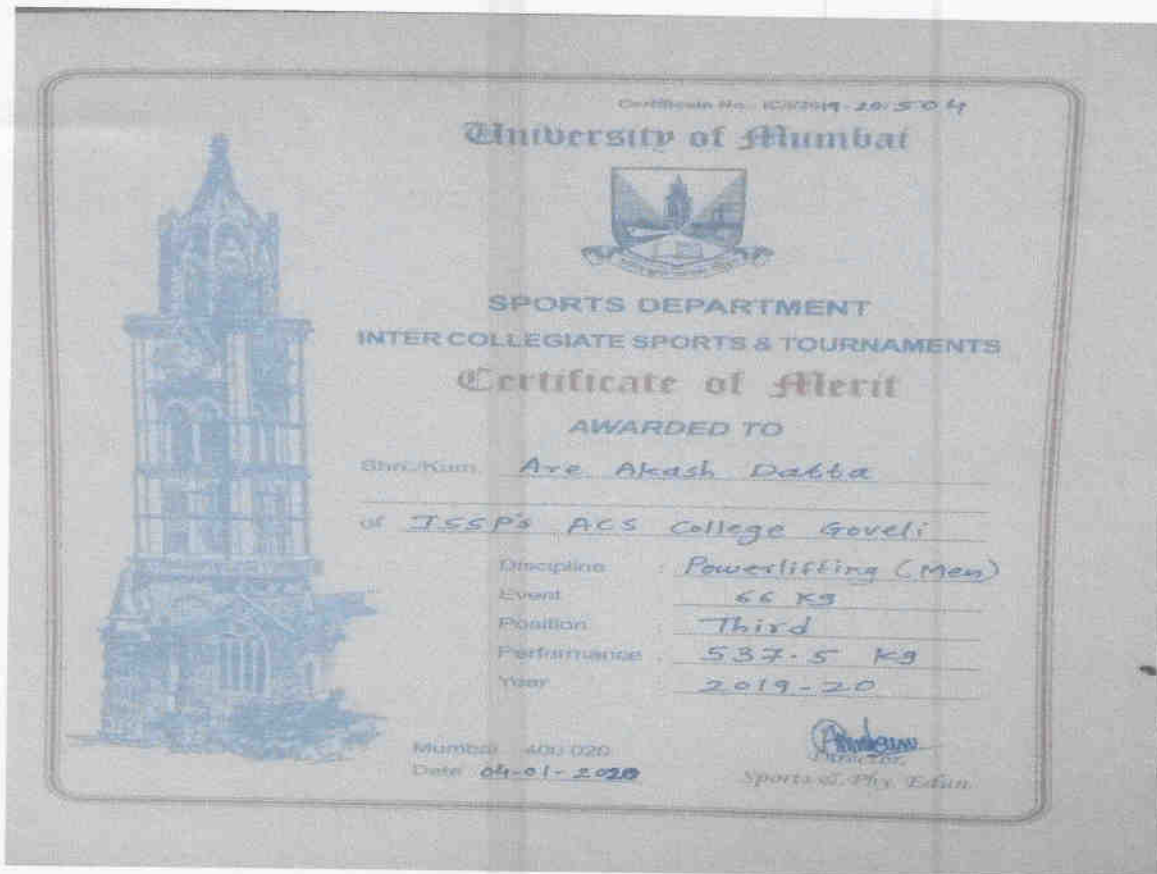 Certificate No. ICS/2019-20/504
University of Mumbai
SPORTS DEPARTMENT
INTER COLLEGIATE SPORTS & TOURNAMENTS
Certificate of Merit
AWARDED TO
Shri./Kum. Are Akash Datta
of JSSP's ACS College Goveli
Discipline : Powerlifting (Men)
Event 66 Kg
Position : Third
Performance : 537.5 Kg
Year : 2019-20
Mumbai - 400 020
Date 04-01-2020
Director,
Sports & Phy. Edun.